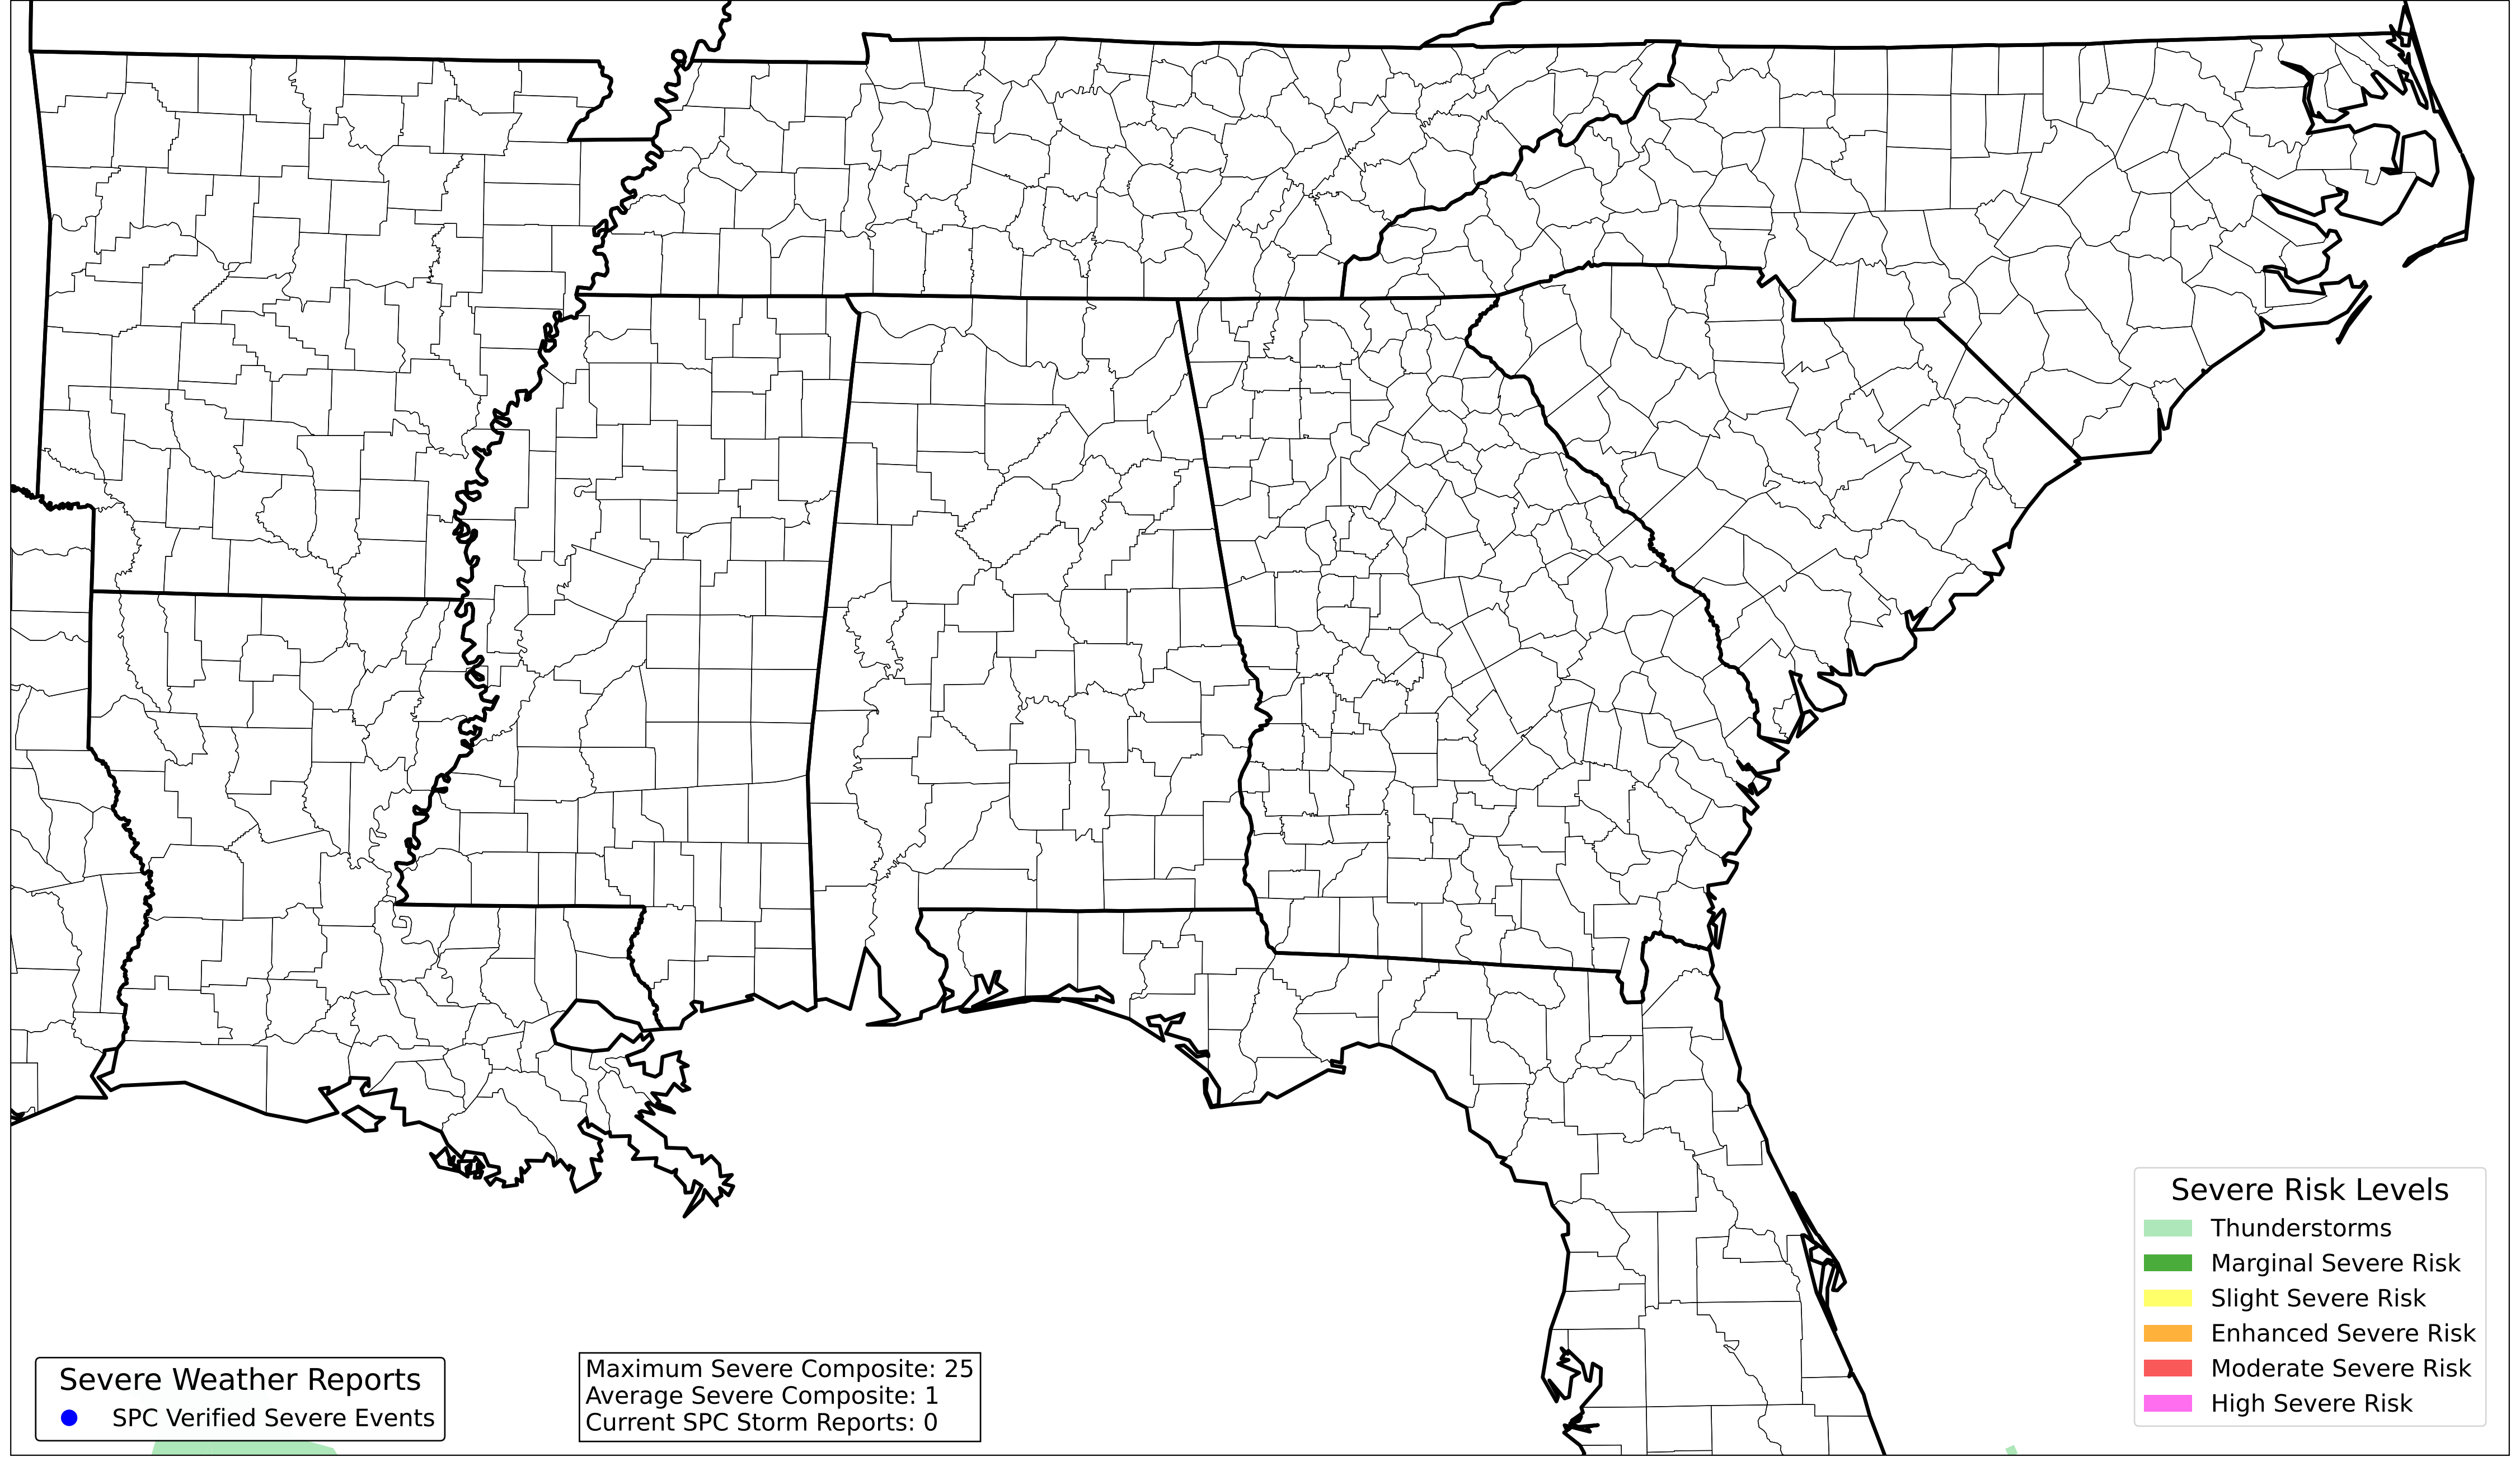 Severe Weather Reports
SPC Verified Severe Events
Maximum Severe Composite: 25
Average Severe Composite: 1
Current SPC Storm Reports: 0
Severe Risk Levels
Thunderstorms
Marginal Severe Risk
Slight Severe Risk
Enhanced Severe Risk
Moderate Severe Risk
High Severe Risk